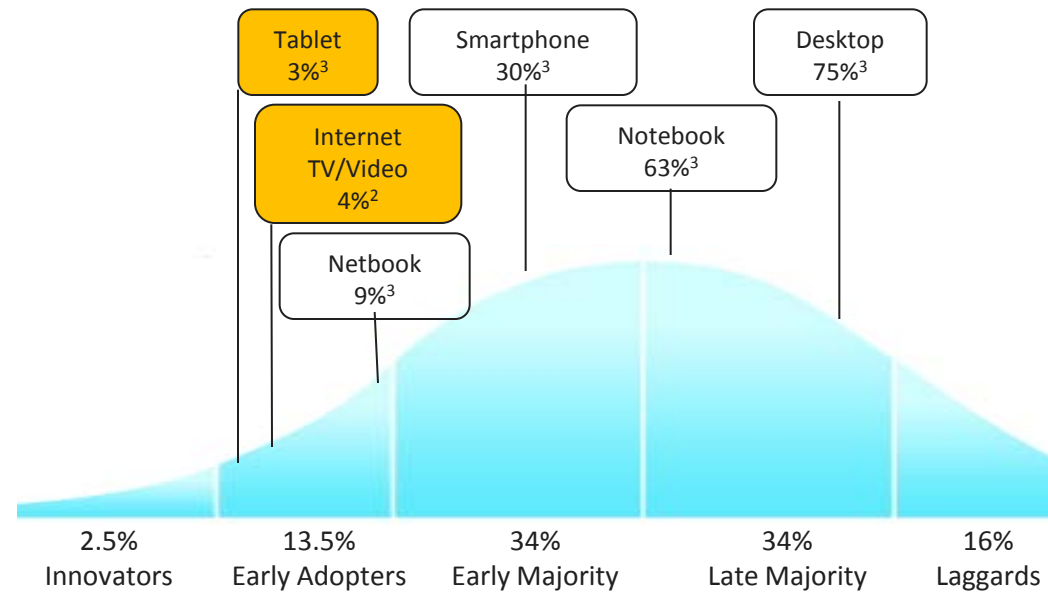 Tablet
3%³
Smartphone
30%³
Desktop
75%³
Internet
TV/Video
4%²
Notebook
63%³
Netbook
9%³
2.5%
Innovators
13.5%
Early Adopters
34%
Early Majority
34%
Late Majority
16%
Laggards